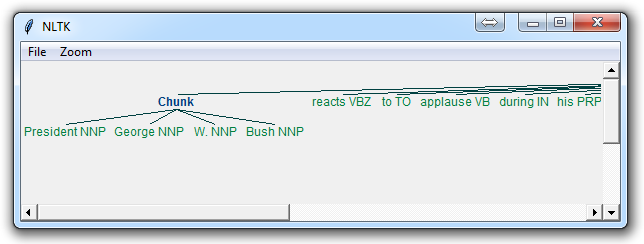 NLTK
File Zoom
Chunk
reacts VBZ to TO applause VB during IN his PRP
President NNP George NNP W. NNP Bush NNP